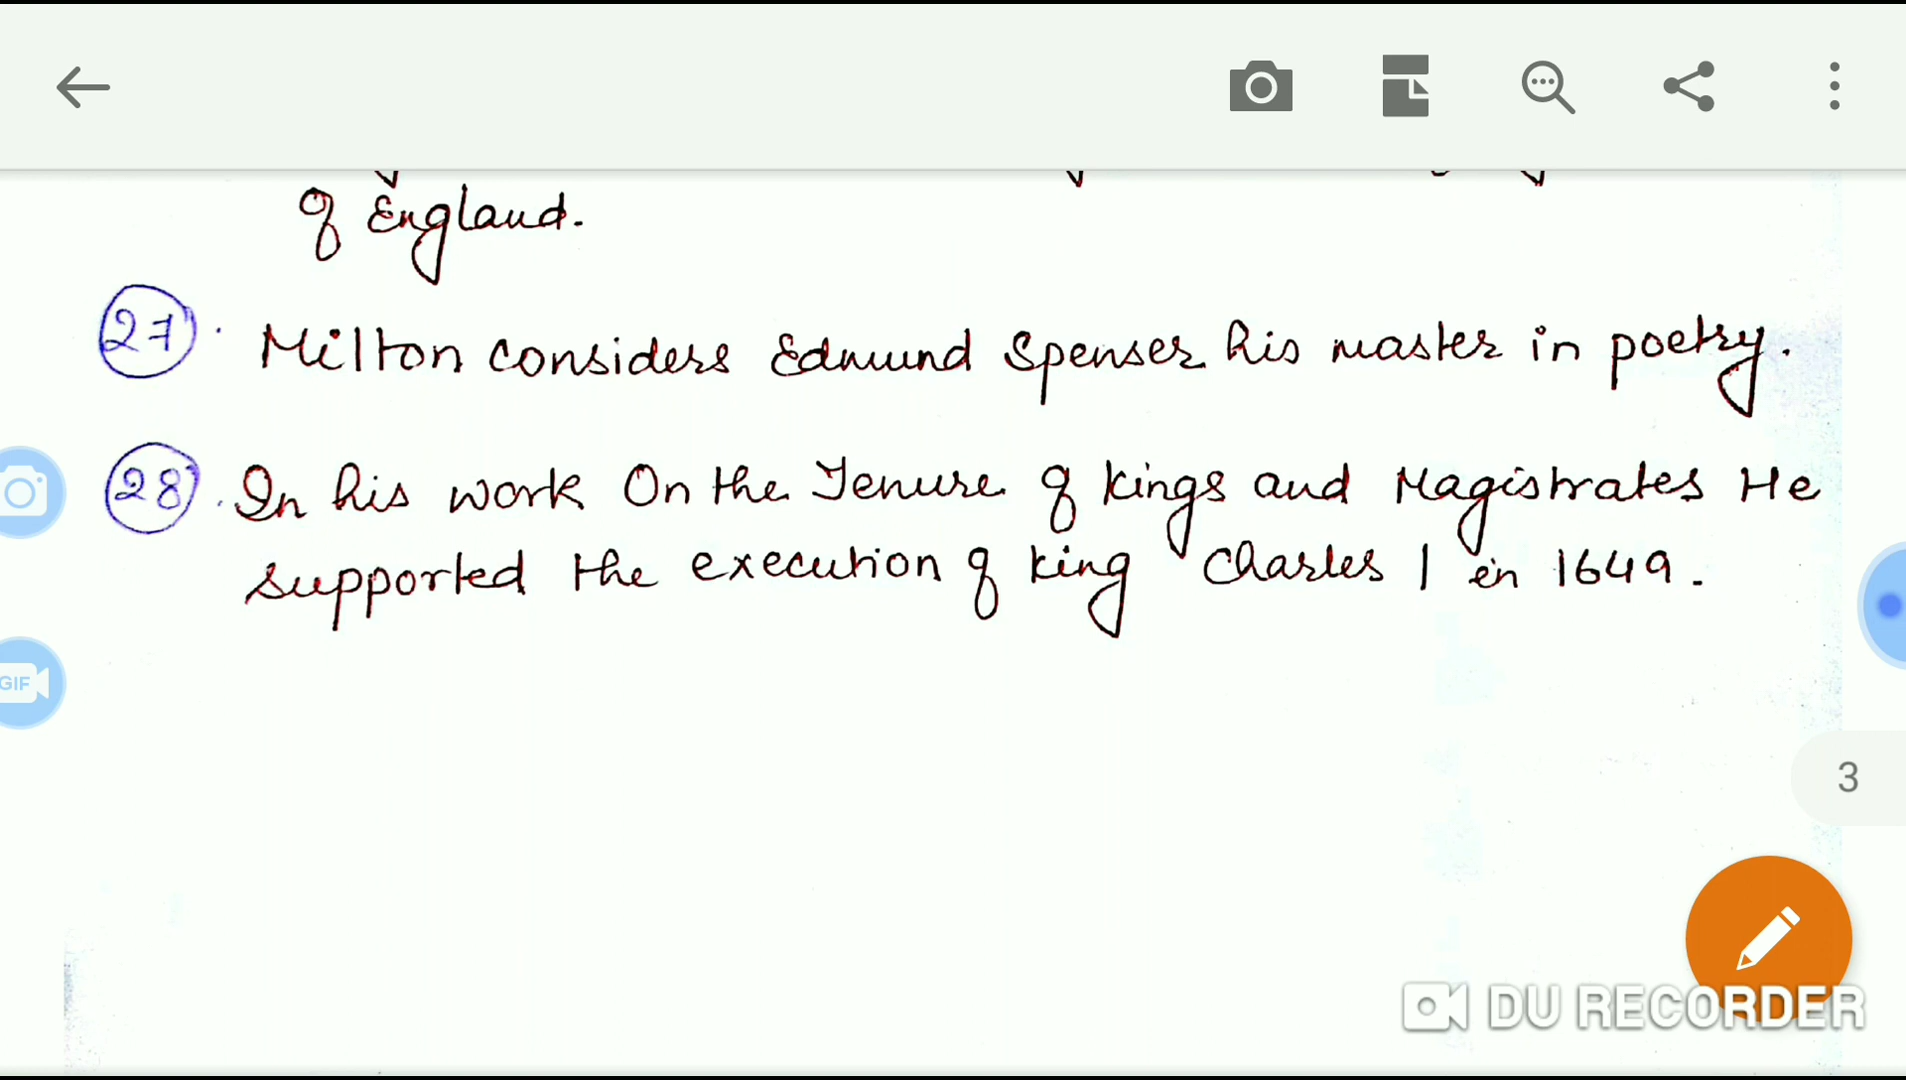 of England.
27. Milton considers Edmund Spenser his master in poetry.
28. In his work On the Tenure of Kings and Magistrates He
supported the execution of king Charles I in 1649.
GIF
3
DU RECORDER